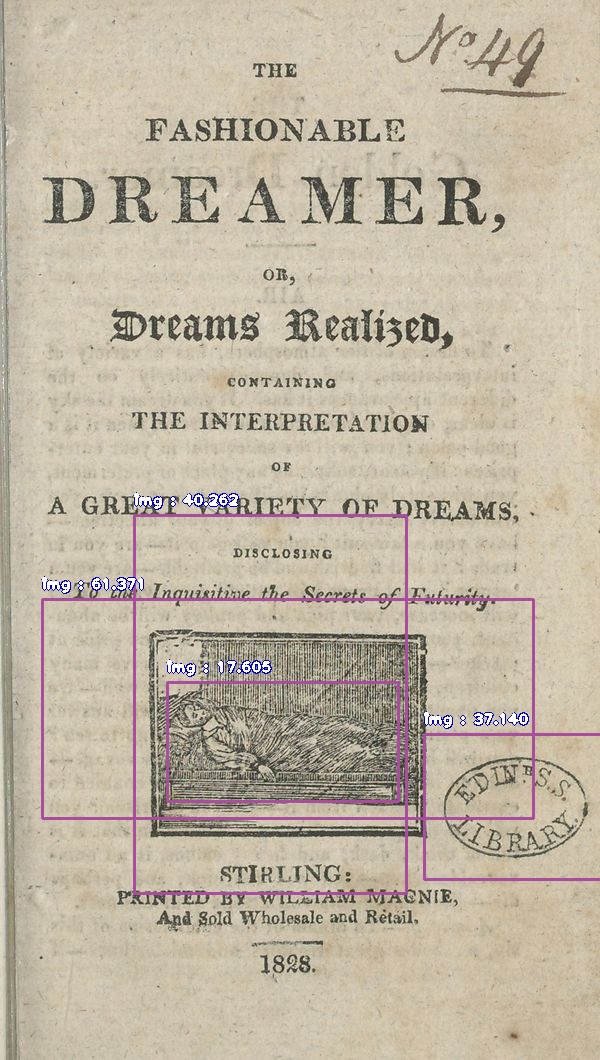 No 49
THE
FASHIONABLE
DREAMER,
OR,
Dreams Realized,
CONTAINING
THE INTERPRETATION
OF
A GREAT VARIETY OF DREAMS,
img : 40.262
DISCLOSING
img : 61.371
To the Inquisitive the Secrets of Futurity.
img : 17.605
img : 37.140
EDINR. S.S.
LIBRARY.
STIRLING:
PRINTED BY WILLIAM MACNIE,
And Sold Wholesale and Retail.
1828.